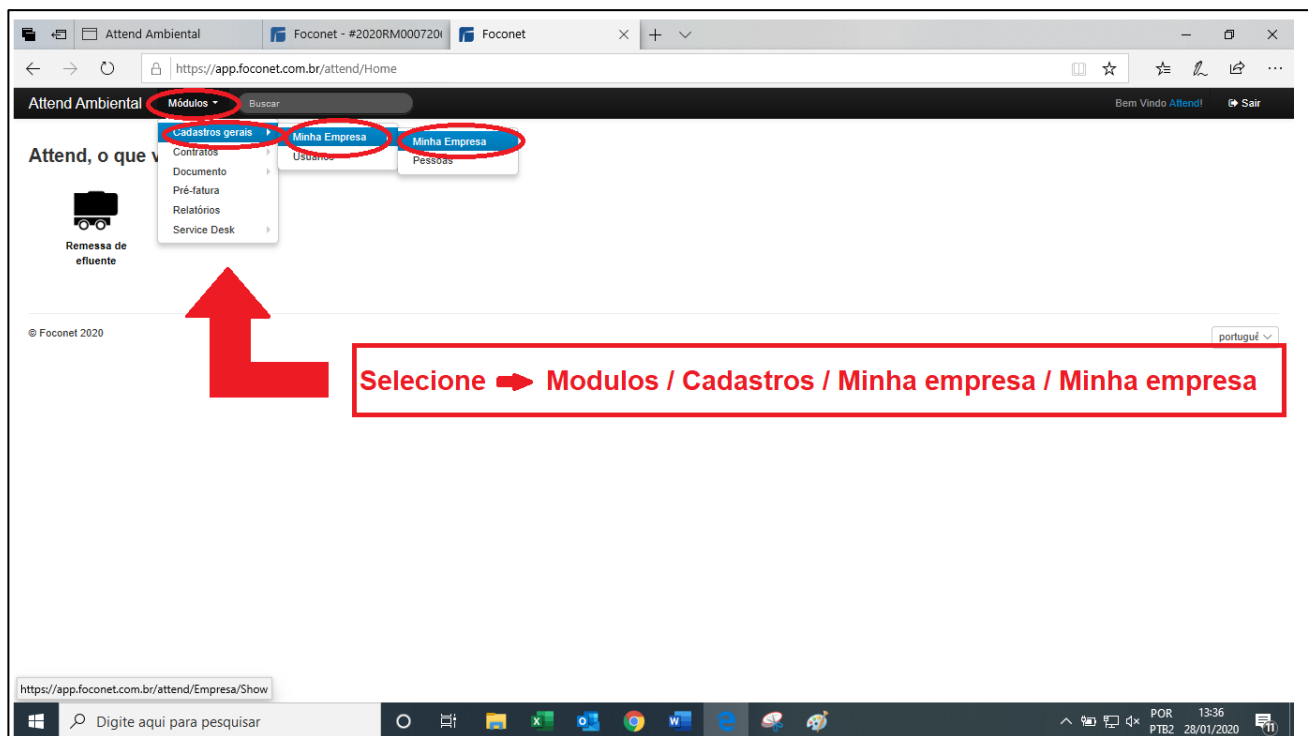 Attend Ambiental
Foconet - #2020RM000720
Foconet
https://app.foconet.com.br/attend/Home
Attend Ambiental
Módulos
Buscar
Bem Vindo Attend!
Sair
Cadastros gerais
Minha Empresa
Minha Empresa
Attend, o que v
Contratos
Usuários
Pessoas
Documento
Pré-fatura
Relatórios
Service Desk
Remessa de
efluente
© Foconet 2020
portuguê
Selecione Modulos / Cadastros / Minha empresa / Minha empresa
https://app.foconet.com.br/attend/Empresa/Show
Digite aqui para pesquisar
POR
PTB2
13:36
28/01/2020
11